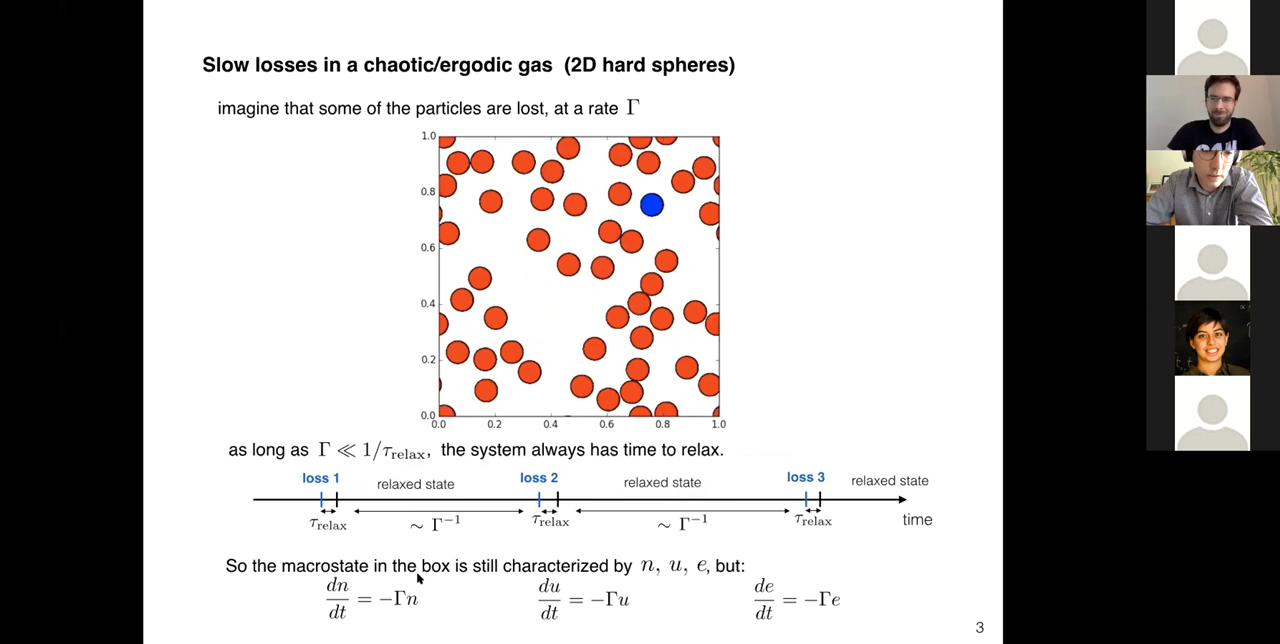 Slow losses in a chaotic/ergodic gas (2D hard spheres)
imagine that some of the particles are lost, at a rate Γ
1.0
0.8
0.6
0.4
0.2
0.0
0.0 0.2 0.4 0.6 0.8 1.0
as long as Γ ≪ 1/τrelax, the system always has time to relax.
loss 1 relaxed state loss 2 relaxed state loss 3 relaxed state
τrelax ∼ Γ⁻¹ τrelax ∼ Γ⁻¹ τrelax time
So the macrostate in the box is still characterized by n, u, e, but:
dn/dt = −Γn du/dt = −Γu de/dt = −Γe
3